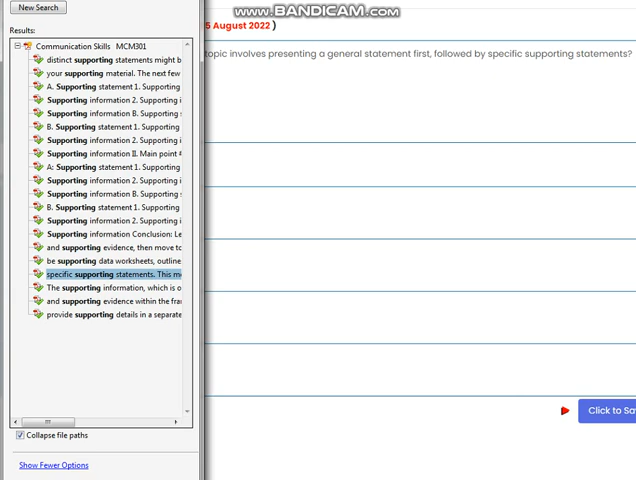 New Search
WWW.BANDICAM.COM
5 August 2022 )
Results:
Communication Skills MCM301
topic involves presenting a general statement first, followed by specific supporting statements?
distinct supporting statements might b
your supporting material. The next few
A. Supporting statement 1. Supporting
Supporting information 2. Supporting i
Supporting information B. Supporting s
B. Supporting statement 1. Supporting
Supporting information 2. Supporting i
Supporting information II. Main point #
A: Supporting statement 1. Supporting
Supporting information 2. Supporting i
Supporting information B. Supporting s
B. Supporting statement 1. Supporting
Supporting information 2. Supporting i
Supporting information Conclusion: Le
and supporting evidence, then move to
be supporting data worksheets, outline
specific supporting statements. This me
The supporting information, which is o
and supporting evidence within the fra
provide supporting details in a separate
Click to Sa
Collapse file paths
Show Fewer Options